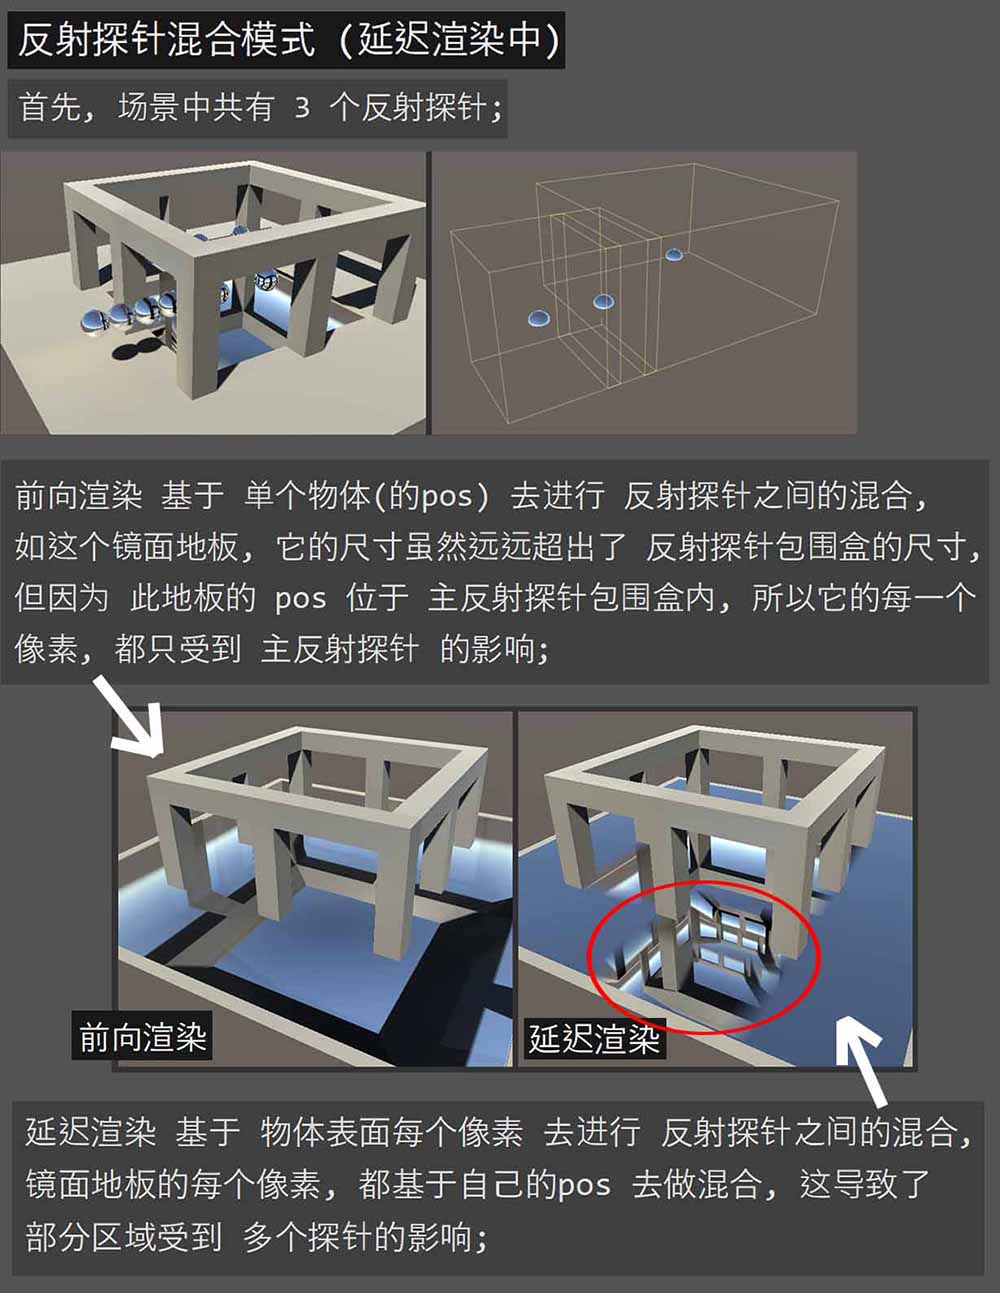 反射探针混合模式 (延迟渲染中)
首先, 场景中共有 3 个反射探针;
前向渲染 基于 单个物体(的pos) 去进行 反射探针之间的混合,
如这个镜面地板, 它的尺寸虽然远远超出了 反射探针包围盒的尺寸,
但因为 此地板的 pos 位于 主反射探针包围盒内, 所以它的每一个
像素, 都只受到 主反射探针 的影响;
前向渲染
延迟渲染
延迟渲染 基于 物体表面每个像素 去进行 反射探针之间的混合,
镜面地板的每个像素, 都基于自己的pos 去做混合, 这导致了
部分区域受到 多个探针的影响;